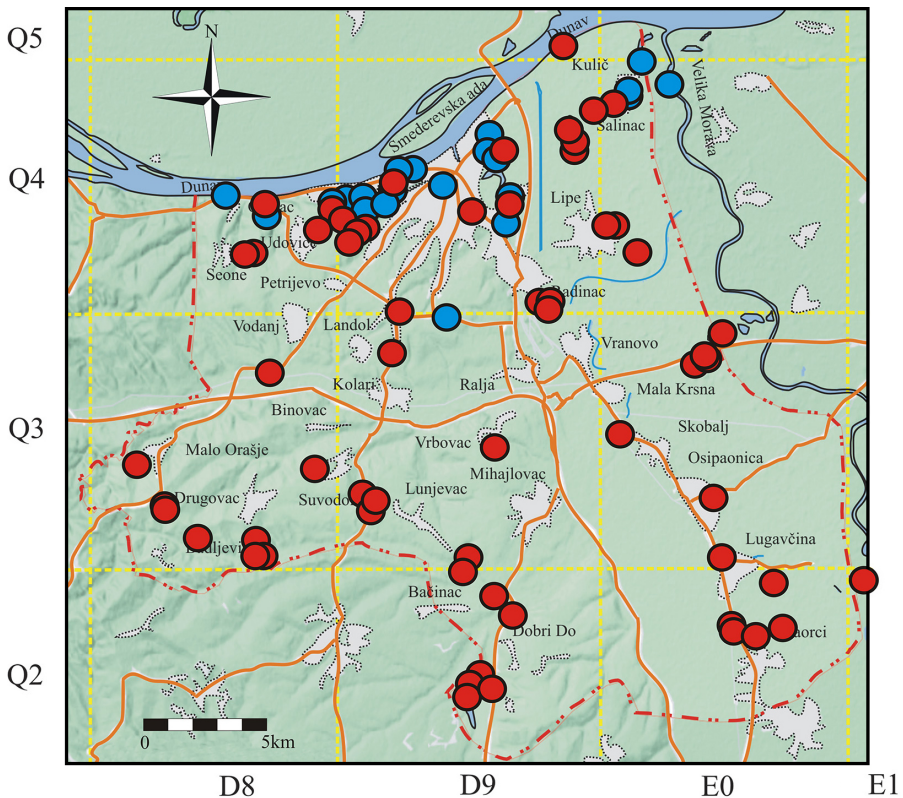 Q5
N
Dunav
Kulič
Velika Morava
Smederevska ada
Salinac
Q4
Lipe
Udovice
Seone
Petrijevo
Radinac
Vodanj
Landol
Vranovo
Kolari
Ralja
Mala Krsna
Binovac
Q3
Skobalj
Vrbovac
Malo Orašje
Osipaonica
Mihajlovac
Lunjevac
Drugovac
Lugavčina
Bačinac
Dobri Do
Q2
0
5km
D8
D9
E0
E1